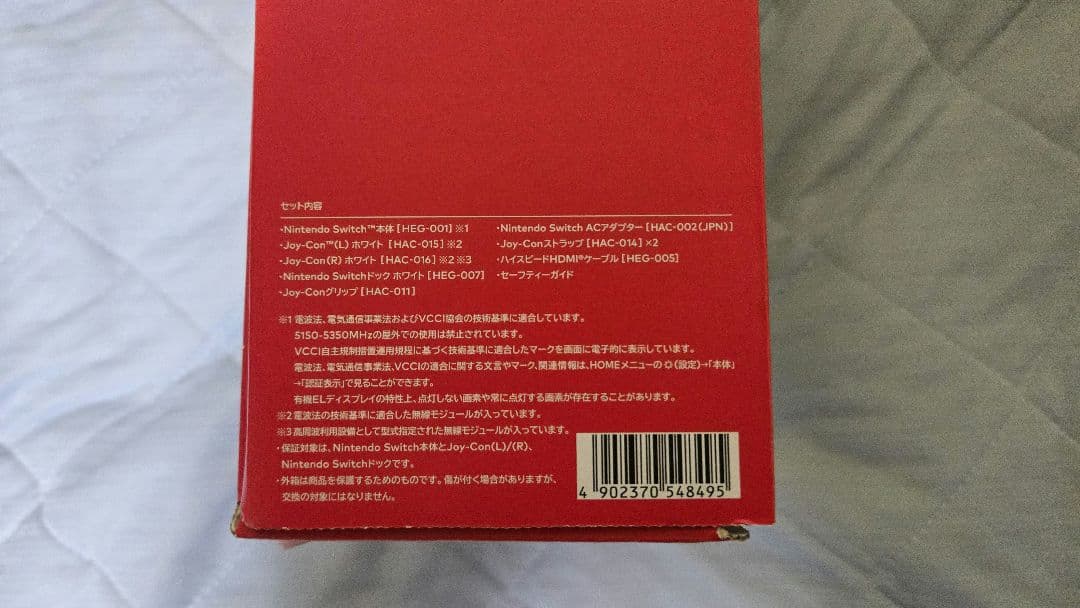 セット内容
・Nintendo Switch™本体[HEG-001]※1
・Joy-Con™(L) ホワイト [HAC-015]※2
・Joy-Con(R) ホワイト [HAC-016]※2※3
・Nintendo Switchドック ホワイト[HEG-007]
・Joy-Conグリップ[HAC-011]
・Nintendo Switch ACアダプター[HAC-002(JPN)]
・Joy-Conストラップ[HAC-014]×2
・ハイスピードHDMI®ケーブル[HEG-005]
・セーフティーガイド
※1 電波法、電気通信事業法およびVCCI協会の技術基準に適合しています。
5150-5350MHzの屋外での使用は禁止されています。
VCCI自主規制措置運用規程に基づく技術基準に適合したマークを画面に電子的に表示しています。
電波法、電気通信事業法、VCCIの適合に関する文言やマーク、関連情報は、HOMEメニューの(設定)→「本体」
→「認証表示」で見ることができます。
有機ELディスプレイの特性上、点灯しない画素や常に点灯する画素が存在することがあります。
※2 電波法の技術基準に適合した無線モジュールが入っています。
※3 高周波利用設備として型式指定された無線モジュールが入っています。
・保証対象は、Nintendo Switch本体とJoy-Con(L)/(R)、
Nintendo Switchドックです。
・外箱は商品を保護するためのものです。傷が付く場合がありますが、
交換の対象にはなりません。
4 902370 548495